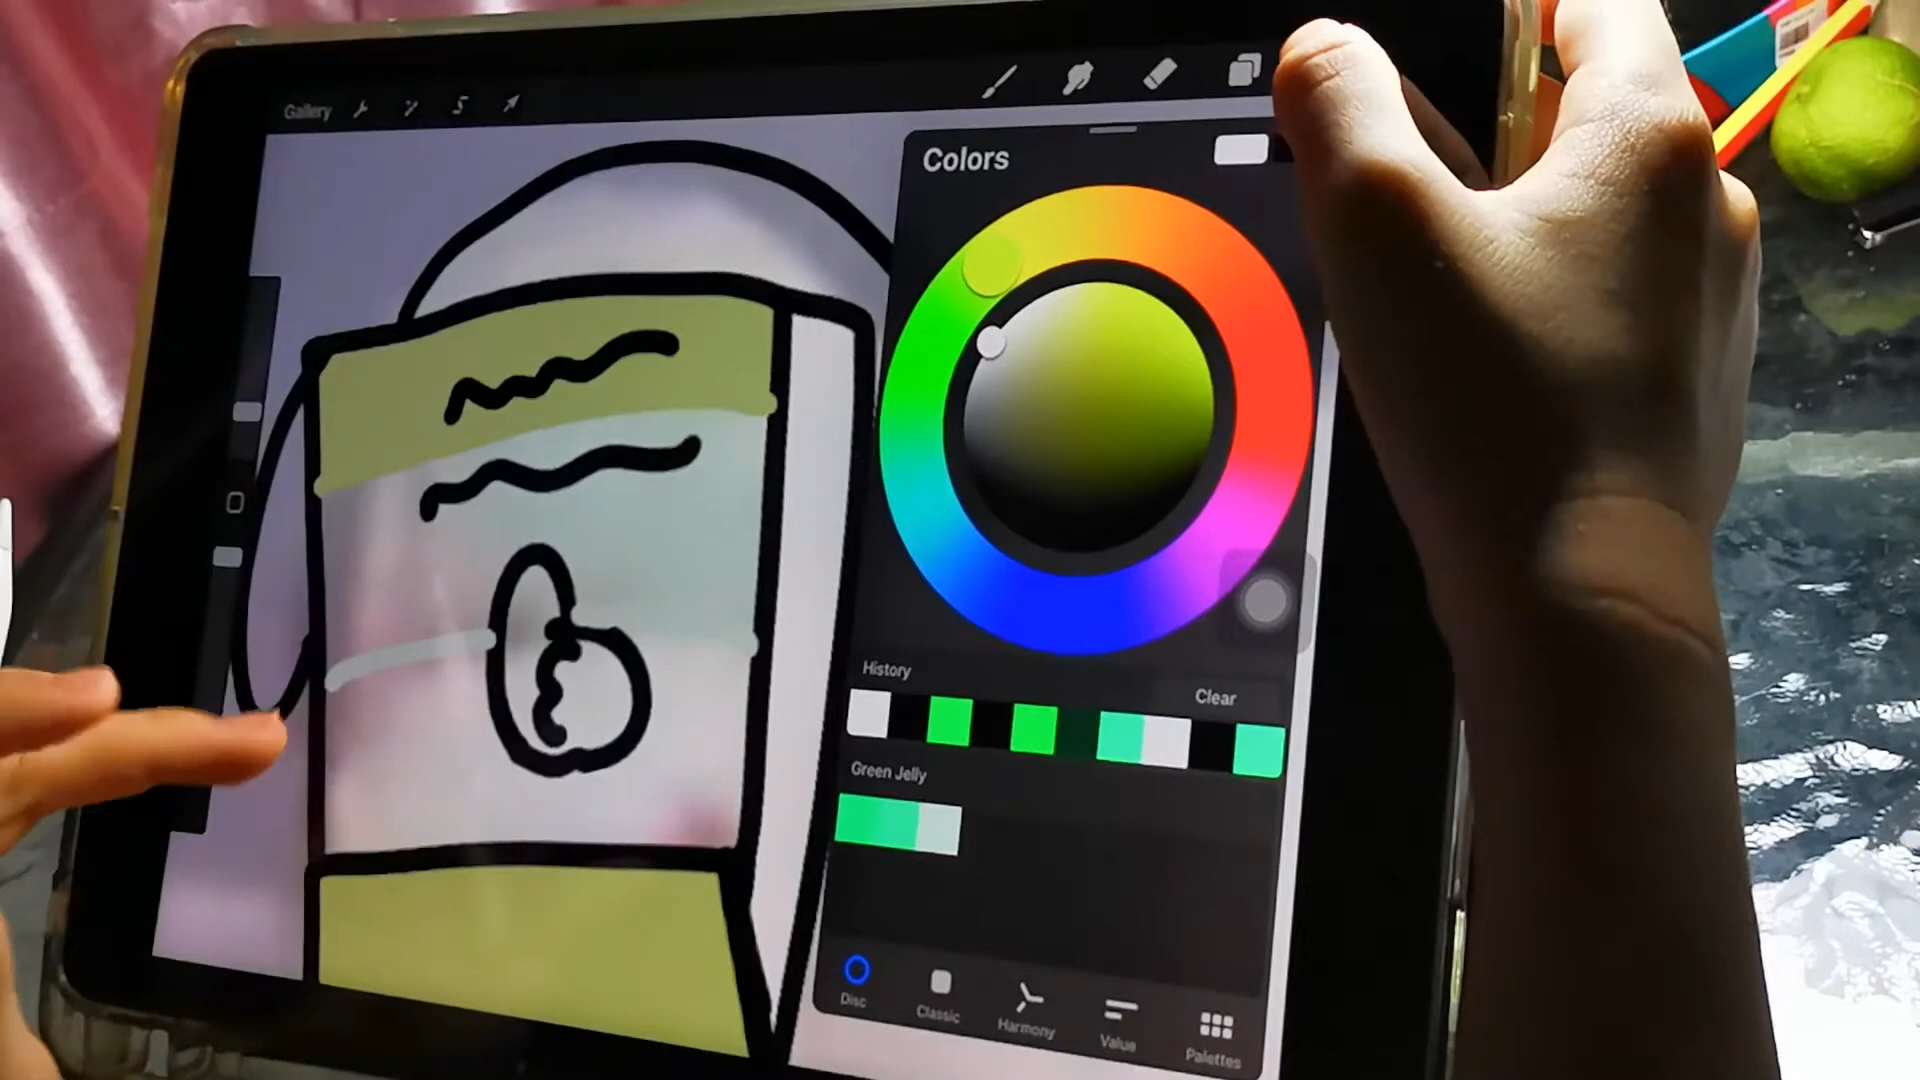 Gallery
Colors
History
Clear
Green Jelly
Disc
Classic
Harmony
Value
Palettes